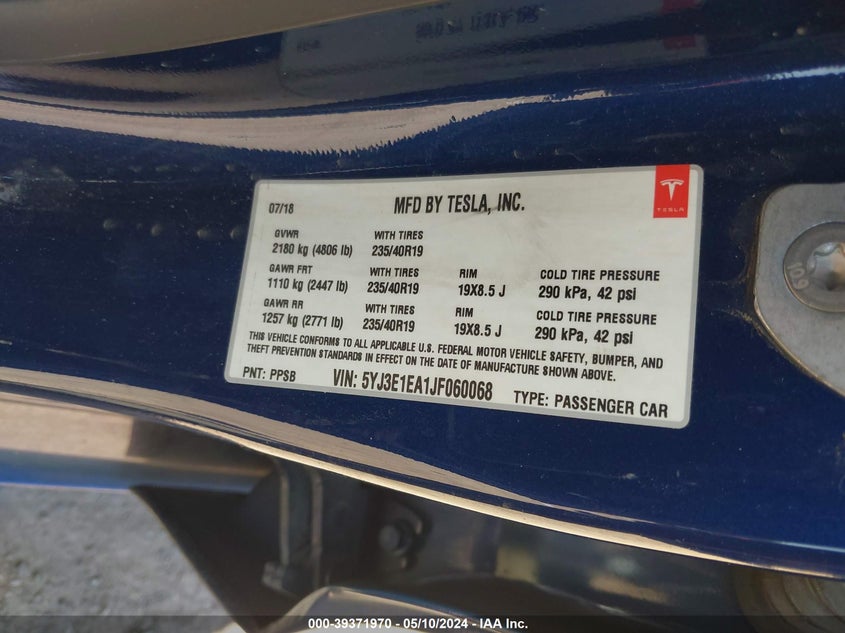 07/18 MFD BY TESLA, INC.
TESLA
GVWR WITH TIRES
2180 kg (4806 lb) 235/40R19
GAWR FRT WITH TIRES RIM COLD TIRE PRESSURE
1110 kg (2447 lb) 235/40R19 19X8.5 J 290 kPa, 42 psi
GAWR RR WITH TIRES RIM COLD TIRE PRESSURE
1257 kg (2771 lb) 235/40R19 19X8.5 J 290 kPa, 42 psi
THIS VEHICLE CONFORMS TO ALL APPLICABLE U.S. FEDERAL MOTOR VEHICLE SAFETY, BUMPER, AND
THEFT PREVENTION STANDARDS IN EFFECT ON THE DATE OF MANUFACTURE SHOWN ABOVE.
PNT: PPSB VIN: 5YJ3E1EA1JF060068 TYPE: PASSENGER CAR
000-39371970 - 05/10/2024 - IAA Inc.